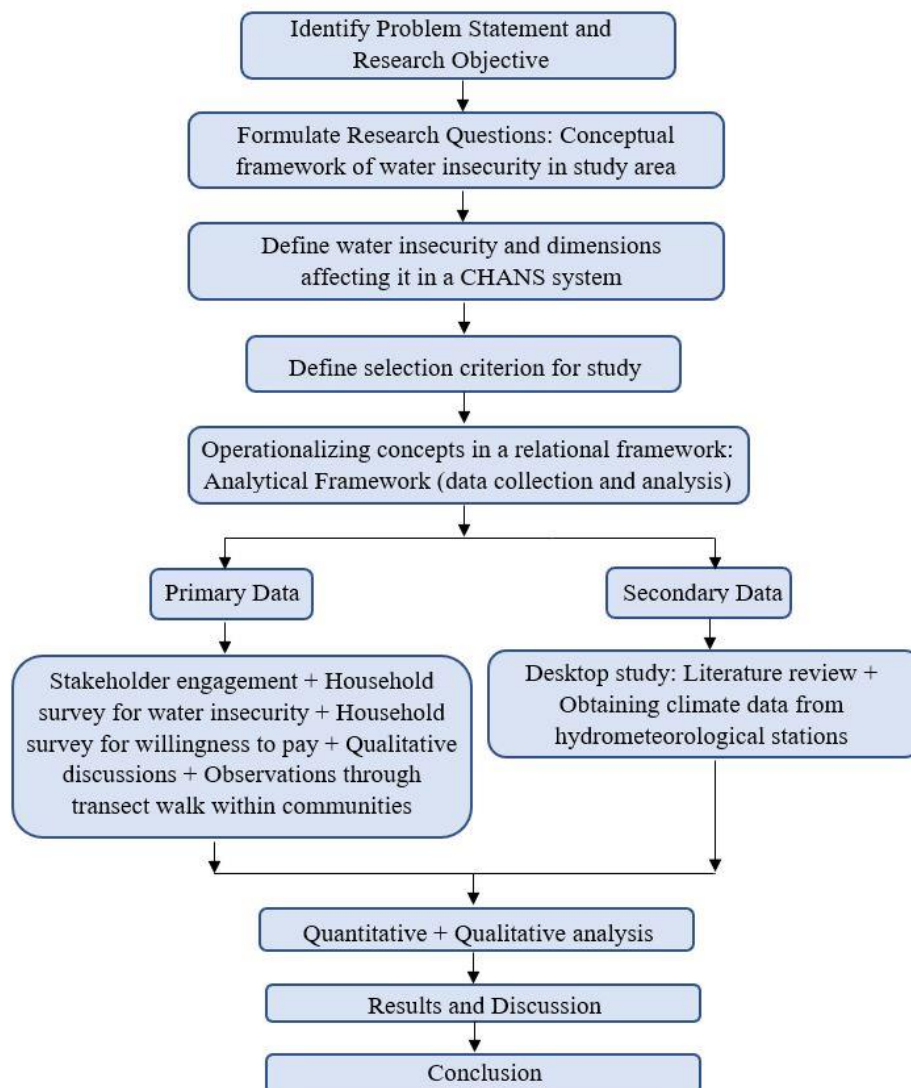 Identify Problem Statement and
Research Objective
Formulate Research Questions: Conceptual
framework of water insecurity in study area
Define water insecurity and dimensions
affecting it in a CHANS system
Define selection criterion for study
Operationalizing concepts in a relational framework:
Analytical Framework (data collection and analysis)
Primary Data
Secondary Data
Stakeholder engagement + Household
survey for water insecurity + Household
survey for willingness to pay + Qualitative
discussions + Observations through
transect walk within communities
Desktop study: Literature review +
Obtaining climate data from
hydrometeorological stations
Quantitative + Qualitative analysis
Results and Discussion
Conclusion